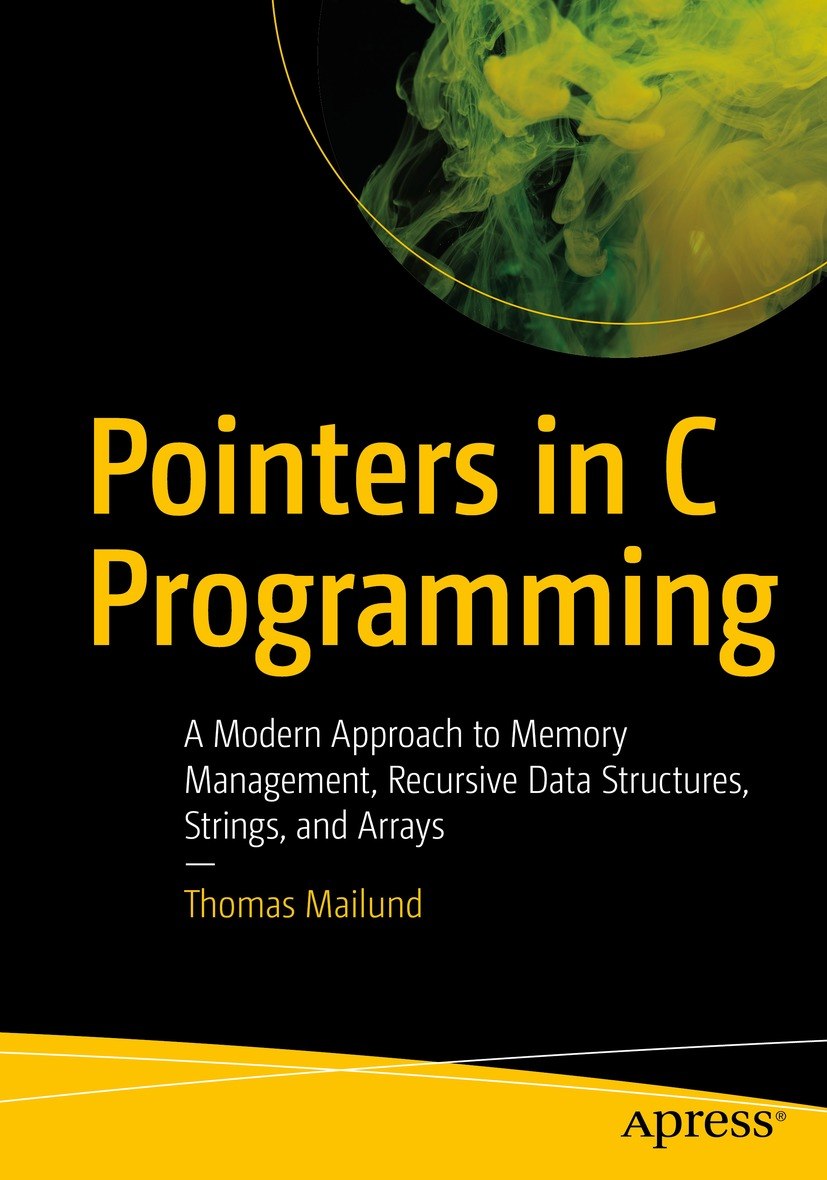 Pointers in C
Programming
A Modern Approach to Memory
Management, Recursive Data Structures,
Strings, and Arrays
—
Thomas Mailund
Apress®